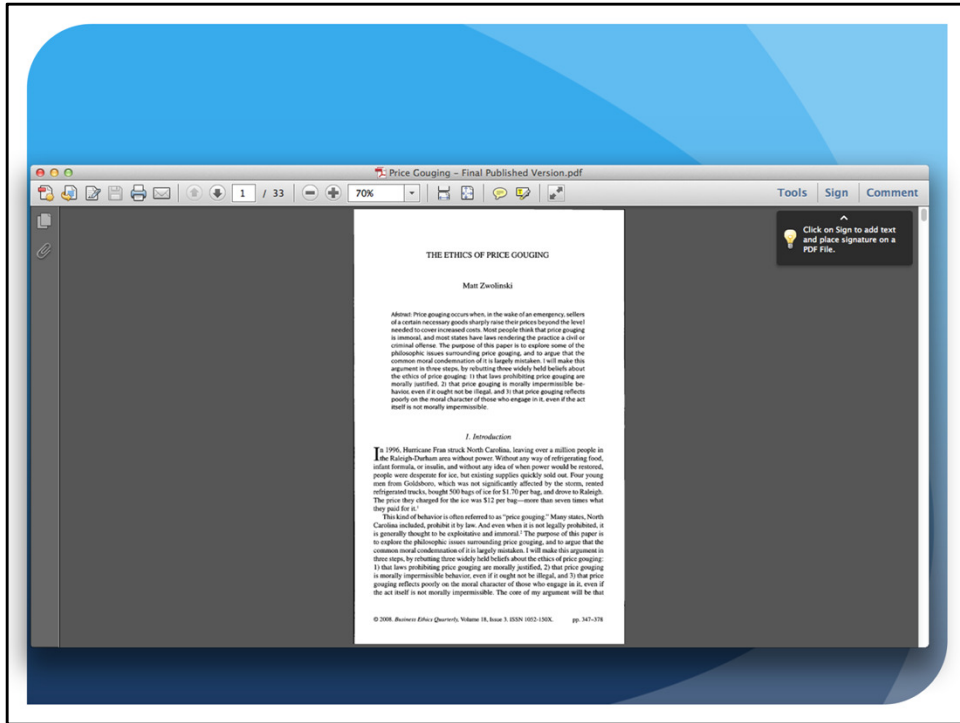 Price Gouging – Final Published Version.pdf
1 / 33
70%
Tools Sign Comment
Click on Sign to add text
and place signature on a
PDF File.
THE ETHICS OF PRICE GOUGING
Matt Zwolinski
Abstract: Price gouging occurs when, in the wake of an emergency, sellers
of a certain necessary goods sharply raise their prices beyond the level
needed to cover increased costs. Most people think that price gouging
is immoral, and most states have laws rendering the practice a civil or
criminal offense. The purpose of this paper is to explore some of the
philosophic issues surrounding price gouging, and to argue that the
common moral condemnation of it is largely mistaken. I will make this
argument in three steps, by rebutting three widely held beliefs about
the ethics of price gouging: 1) that laws prohibiting price gouging are
morally justified, 2) that price gouging is morally impermissible be-
havior, even if it ought not be illegal, and 3) that price gouging reflects
poorly on the moral character of those who engage in it, even if the act
itself is not morally impermissible.
1. Introduction
In 1996, Hurricane Fran struck North Carolina, leaving over a million people in
the Raleigh-Durham area without power. Without any way of refrigerating food,
infant formula, or insulin, and without any idea of when power would be restored,
people were desperate for ice, but existing supplies quickly sold out. Four young
men from Goldsboro, which was not significantly affected by the storm, rented
refrigerated trucks, bought 500 bags of ice for $1.70 per bag, and drove to Raleigh.
The price they charged for the ice was $12 per bag—more than seven times what
they paid for it.1
This kind of behavior is often referred to as “price gouging.” Many states, North
Carolina included, prohibit it by law. And even when it is not legally prohibited, it
is generally thought to be exploitative and immoral.2 The purpose of this paper is
to explore the philosophic issues surrounding price gouging, and to argue that the
common moral condemnation of it is largely mistaken. I will make this argument in
three steps, by rebutting three widely held beliefs about the ethics of price gouging:
1) that laws prohibiting price gouging are morally justified, 2) that price gouging
is morally impermissible behavior, even if it ought not be illegal, and 3) that price
gouging reflects poorly on the moral character of those who engage in it, even if
the act itself is not morally impermissible. The core of my argument will be that
© 2008. Business Ethics Quarterly, Volume 18, Issue 3. ISSN 1052-150X. pp. 347–378